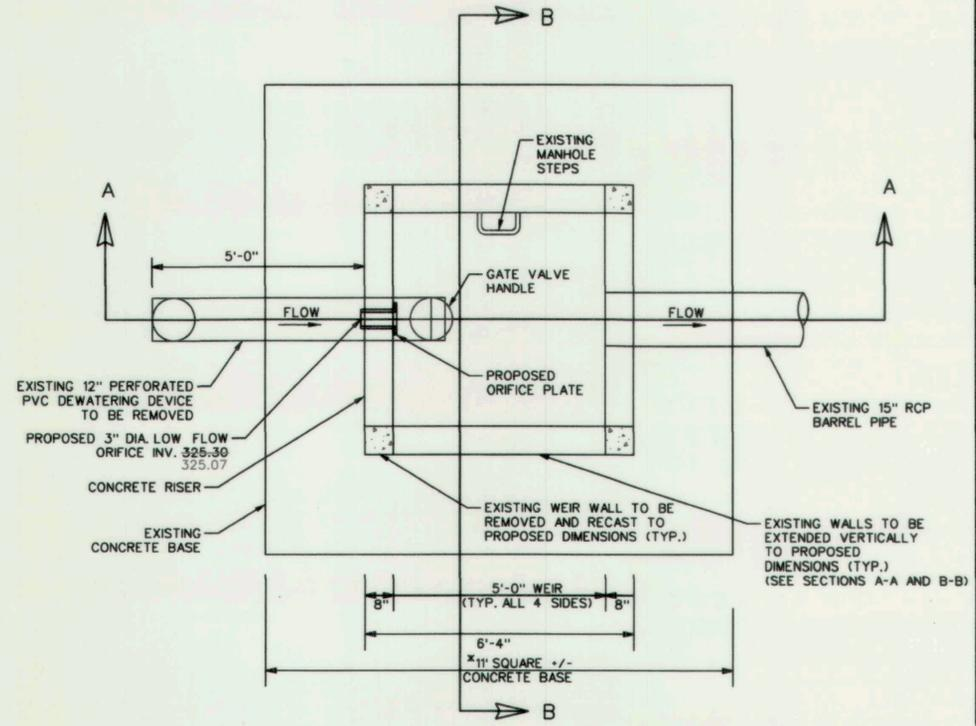 B
EXISTING
MANHOLE
STEPS
A
A
5'-0"
GATE VALVE
HANDLE
FLOW
FLOW
EXISTING 12" PERFORATED
PVC DEWATERING DEVICE
TO BE REMOVED
PROPOSED
ORIFICE PLATE
EXISTING 15" RCP
BARREL PIPE
PROPOSED 3" DIA. LOW FLOW
ORIFICE INV. 325.30
325.07
CONCRETE RISER
EXISTING
CONCRETE BASE
EXISTING WEIR WALL TO BE
REMOVED AND RECAST TO
PROPOSED DIMENSIONS (TYP.)
EXISTING WALLS TO BE
EXTENDED VERTICALLY
TO PROPOSED
DIMENSIONS (TYP.)
(SEE SECTIONS A-A AND B-B)
5'-0" WEIR
8" (TYP. ALL 4 SIDES) 8"
6'-4"
*11' SQUARE +/-
CONCRETE BASE
B